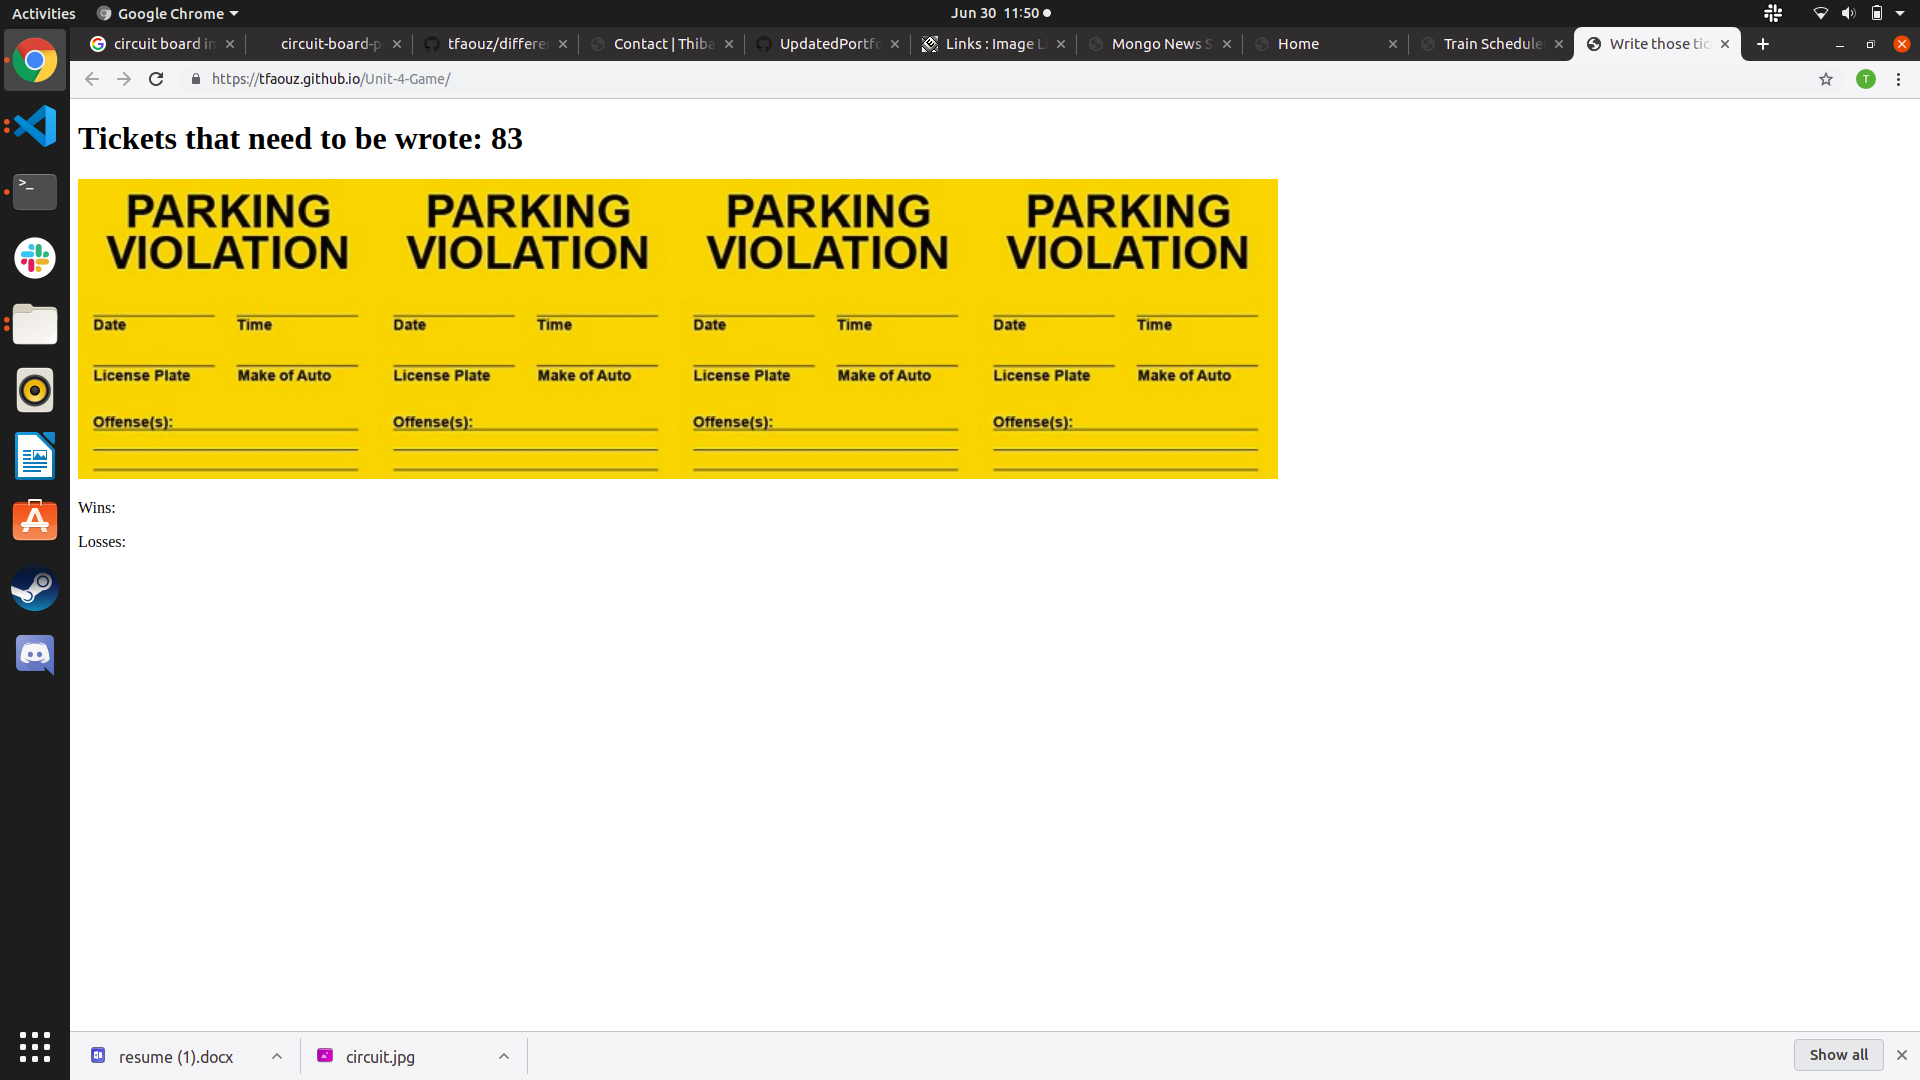 Activities Google Chrome Jun 30 11:50
circuit board in circuit-board-p tfaouz/differen Contact | Thiba UpdatedPortfo Links : Image Li Mongo News S Home Train Scheduler Write those tic
https://tfaouz.github.io/Unit-4-Game/ T
Tickets that need to be wrote: 83
PARKING PARKING PARKING PARKING
VIOLATION VIOLATION VIOLATION VIOLATION
Date Time Date Time Date Time Date Time
License Plate Make of Auto License Plate Make of Auto License Plate Make of Auto License Plate Make of Auto
Offense(s): Offense(s): Offense(s): Offense(s):
Wins:
Losses:
resume (1).docx circuit.jpg Show all